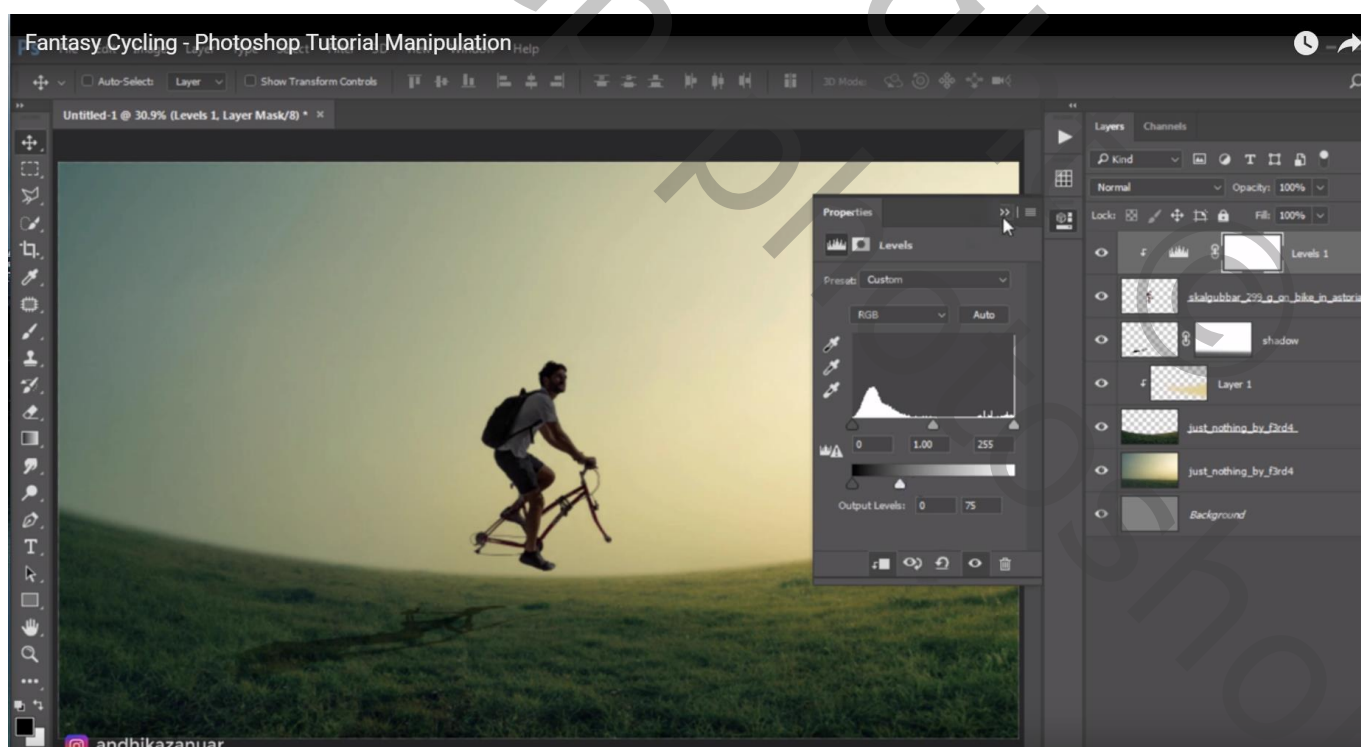 Fantasy Cycling - Photoshop Tutorial Manipulation
Help
Auto-Select: Layer Show Transform Controls 3D Mode:
Untitled-1 @ 30.9% (Levels 1, Layer Mask/8) * ×
Layers Channels
Kind
Normal Opacity: 100%
Lock: Fill: 100%
Properties
Levels
Preset: Custom
RGB Auto
0 1.00 255
Output Levels: 0 75
Levels 1
skalgubbar_299_g_on_bike_in_astoria
shadow
Layer 1
just_nothing_by_f3rd4_
just_nothing_by_f3rd4
Background
andhikazanuar